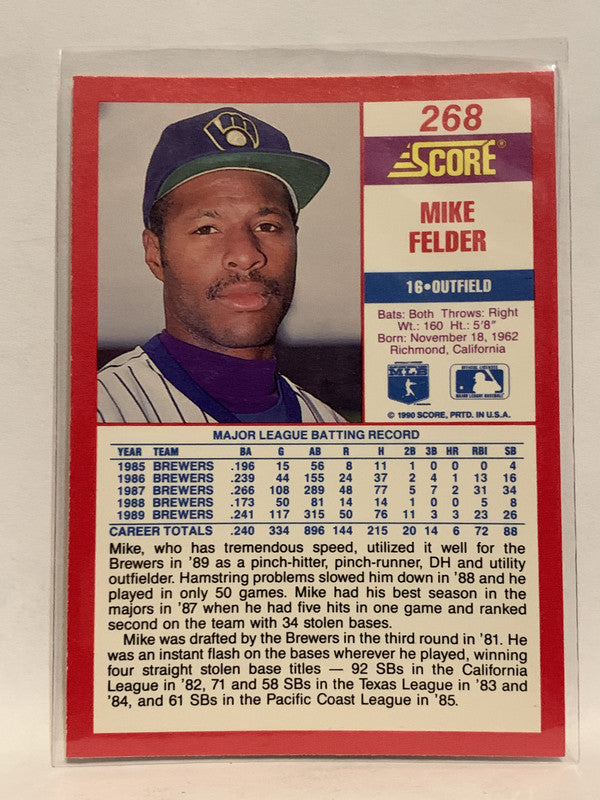 268
SCORE®
MIKE
FELDER
16•OUTFIELD
Bats: Both Throws: Right
Wt.: 160 Ht.: 5'8"
Born: November 18, 1962
Richmond, California
MLB
© 1990 SCORE, PRTD. IN U.S.A.
MAJOR LEAGUE BATTING RECORD
YEAR TEAM BA G AB R H 2B 3B HR RBI SB
1985 BREWERS .196 15 56 8 11 1 0 0 0 4
1986 BREWERS .239 44 155 24 37 2 4 1 13 16
1987 BREWERS .266 108 289 48 77 5 7 2 31 34
1988 BREWERS .173 50 81 14 14 1 0 0 5 8
1989 BREWERS .241 117 315 50 76 11 3 3 23 26
CAREER TOTALS .240 334 896 144 215 20 14 6 72 88
Mike, who has tremendous speed, utilized it well for the
Brewers in '89 as a pinch-hitter, pinch-runner, DH and utility
outfielder. Hamstring problems slowed him down in '88 and he
played in only 50 games. Mike had his best season in the
majors in '87 when he had five hits in one game and ranked
second on the team with 34 stolen bases.
Mike was drafted by the Brewers in the third round in '81. He
was an instant flash on the bases wherever he played, winning
four straight stolen base titles — 92 SBs in the California
League in '82, 71 and 58 SBs in the Texas League in '83 and
'84, and 61 SBs in the Pacific Coast League in '85.